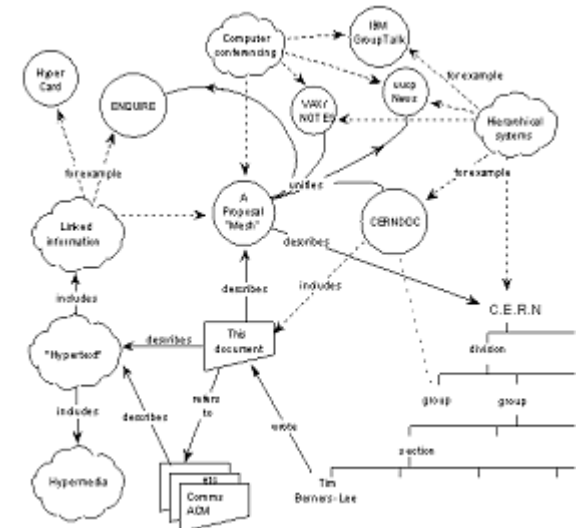 IBM
GroupTalk
Computer
conferencing
Hyper
Card
for example
uucp
News
ENQUIRE
VAX/
NOTES
Hierarchical
systems
for example
for example
unifies
A
Proposal
"Mesh"
CERNDOC
Linked
information
describes
includes
C.E.R.N
includes
describes
This
document
division
"Hypertext"
describes
refers
to
group
group
includes
describes
wrote
section
Hypermedia
etc
Comms
ACM
Tim
Berners-Lee